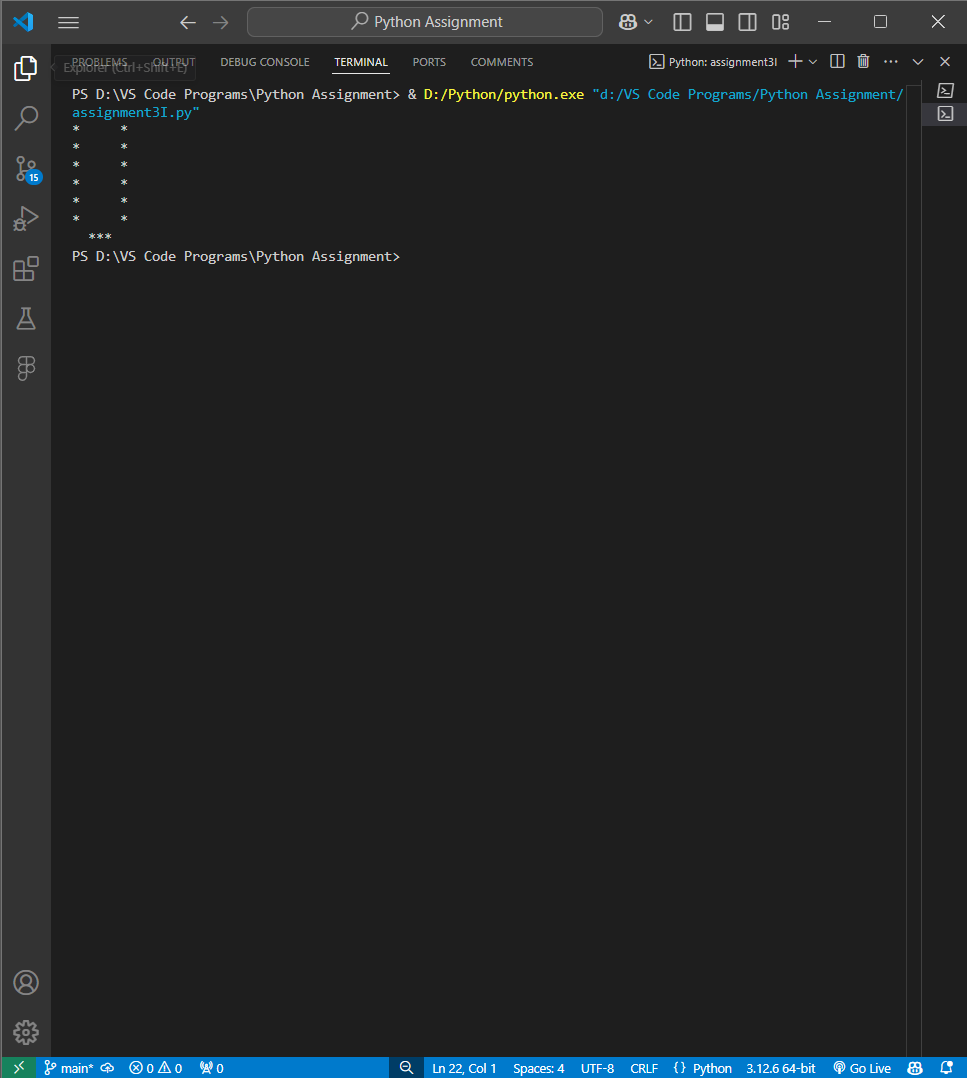 Python Assignment
PROBLEMS OUTPUT DEBUG CONSOLE TERMINAL PORTS COMMENTS Python: assignment3I
Explorer (Ctrl+Shift+E)
PS D:\VS Code Programs\Python Assignment> & D:/Python/python.exe "d:/VS Code Programs/Python Assignment/
assignment3I.py"
*     *
*     *
*     *
*     *
*     *
*     *
  ***
PS D:\VS Code Programs\Python Assignment>
15
main* 0 0 0 Ln 22, Col 1 Spaces: 4 UTF-8 CRLF { } Python 3.12.6 64-bit Go Live